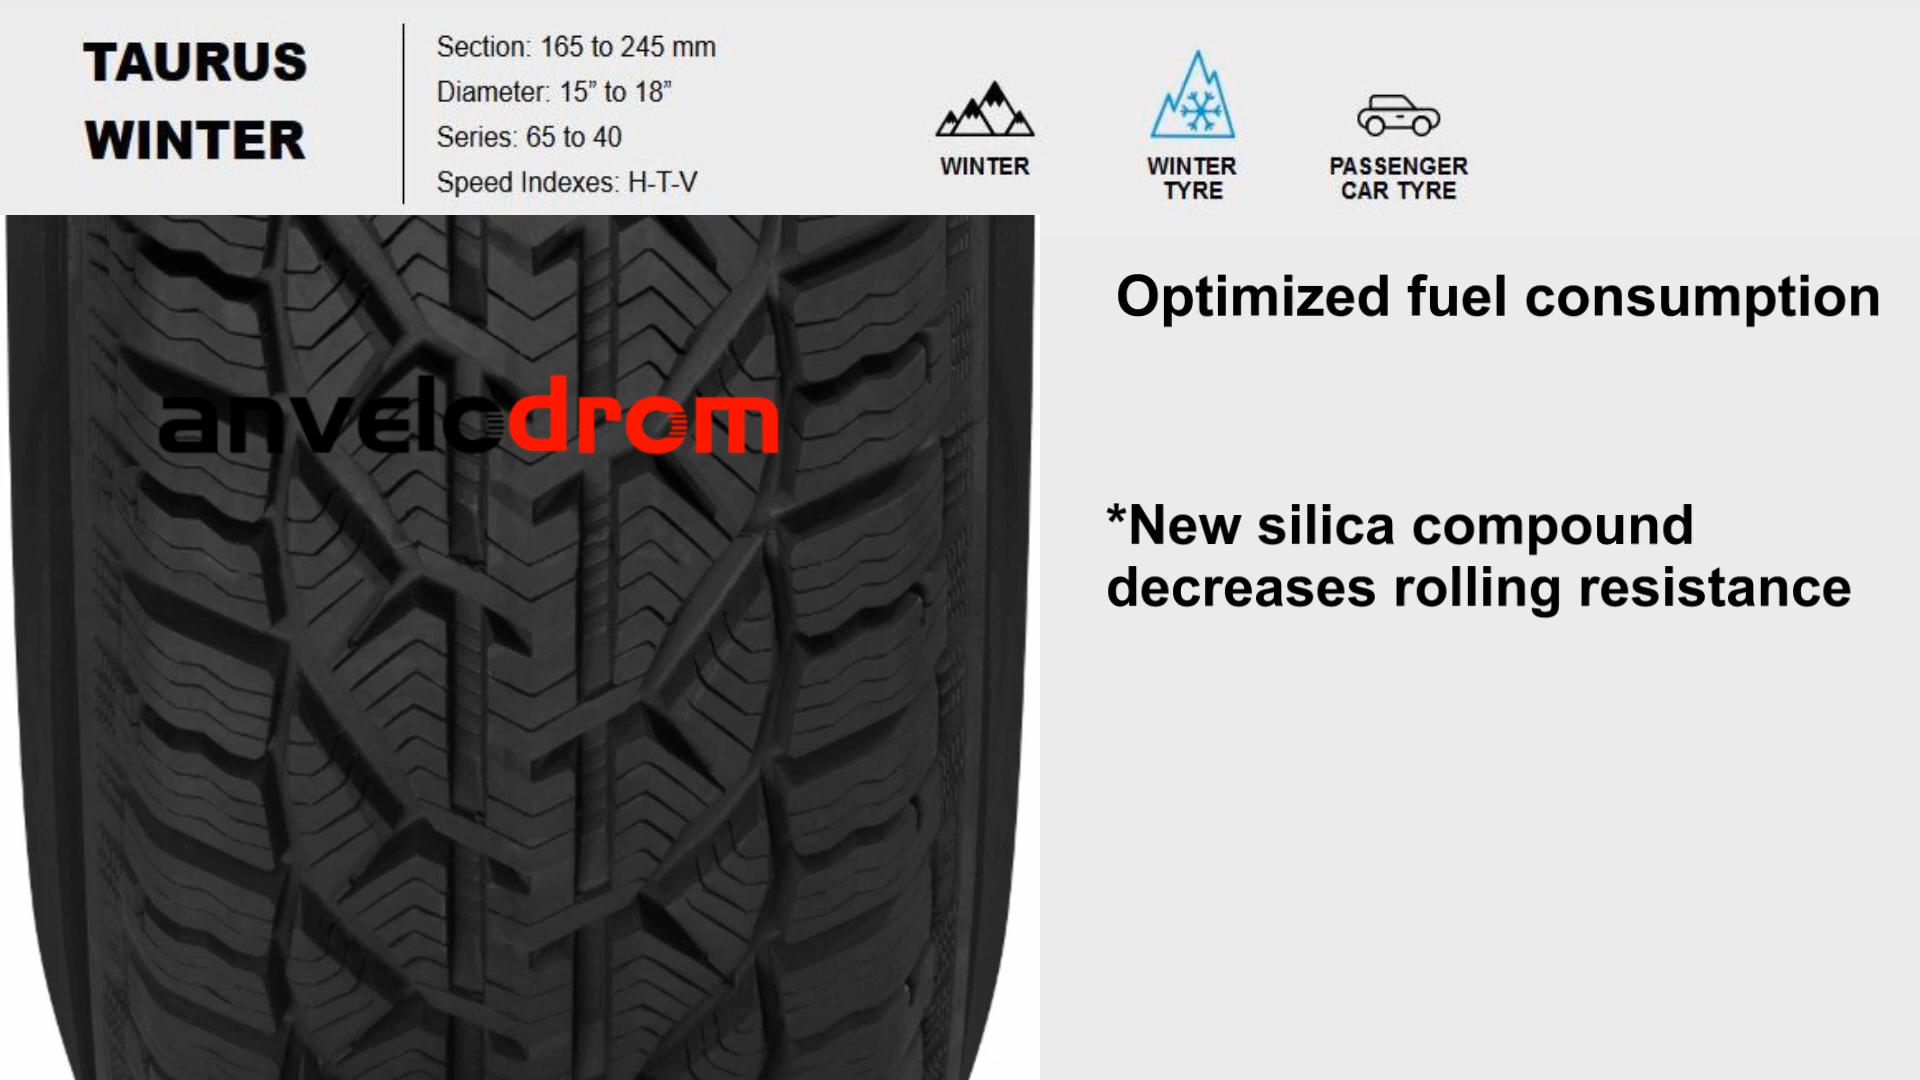 TAURUS
WINTER
Section: 165 to 245 mm
Diameter: 15” to 18”
Series: 65 to 40
Speed Indexes: H-T-V
WINTER
WINTER
TYRE
PASSENGER
CAR TYRE
anvelodrom
Optimized fuel consumption
*New silica compound
decreases rolling resistance